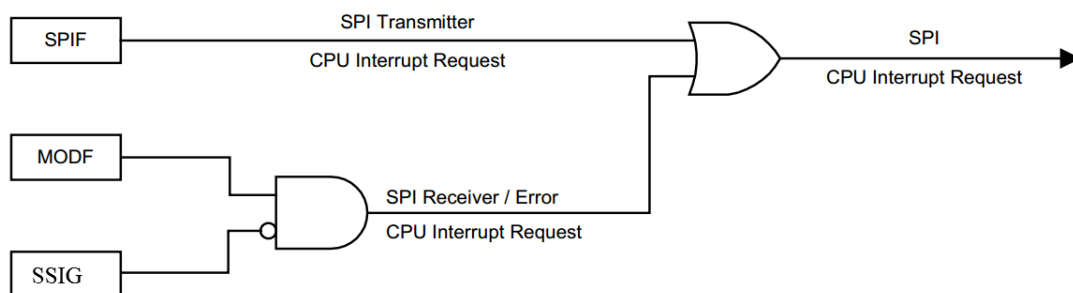 SPIF
SPI Transmitter
CPU Interrupt Request
SPI
CPU Interrupt Request
MODF
SPI Receiver / Error
CPU Interrupt Request
SSIG